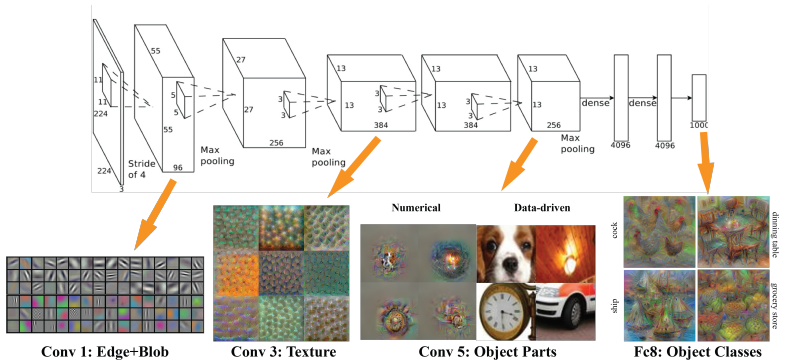 55
27
13
13
13
11
5
3
3
3
11
5
3
3
3
224
55
27
13
13
13
dense
dense
384
384
256
1000
256
Max
pooling
4096
4096
Max
pooling
Max
pooling
Stride
of 4
96
224
3
Numerical
Data-driven
cock
dinning table
ship
grocery store
Conv 1: Edge+Blob
Conv 3: Texture
Conv 5: Object Parts
Fc8: Object Classes